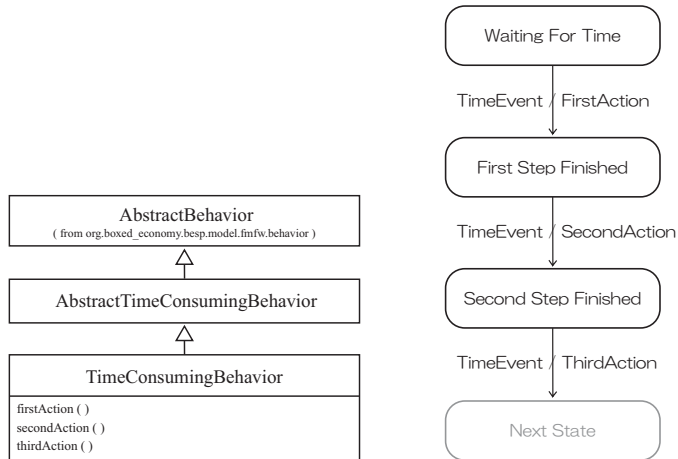 AbstractBehavior
( from org.boxed_economy.besp.model.fmfw.behavior )
AbstractTimeConsumingBehavior
TimeConsumingBehavior
firstAction ( )
secondAction ( )
thirdAction ( )
Waiting For Time
TimeEvent / FirstAction
First Step Finished
TimeEvent / SecondAction
Second Step Finished
TimeEvent / ThirdAction
Next State